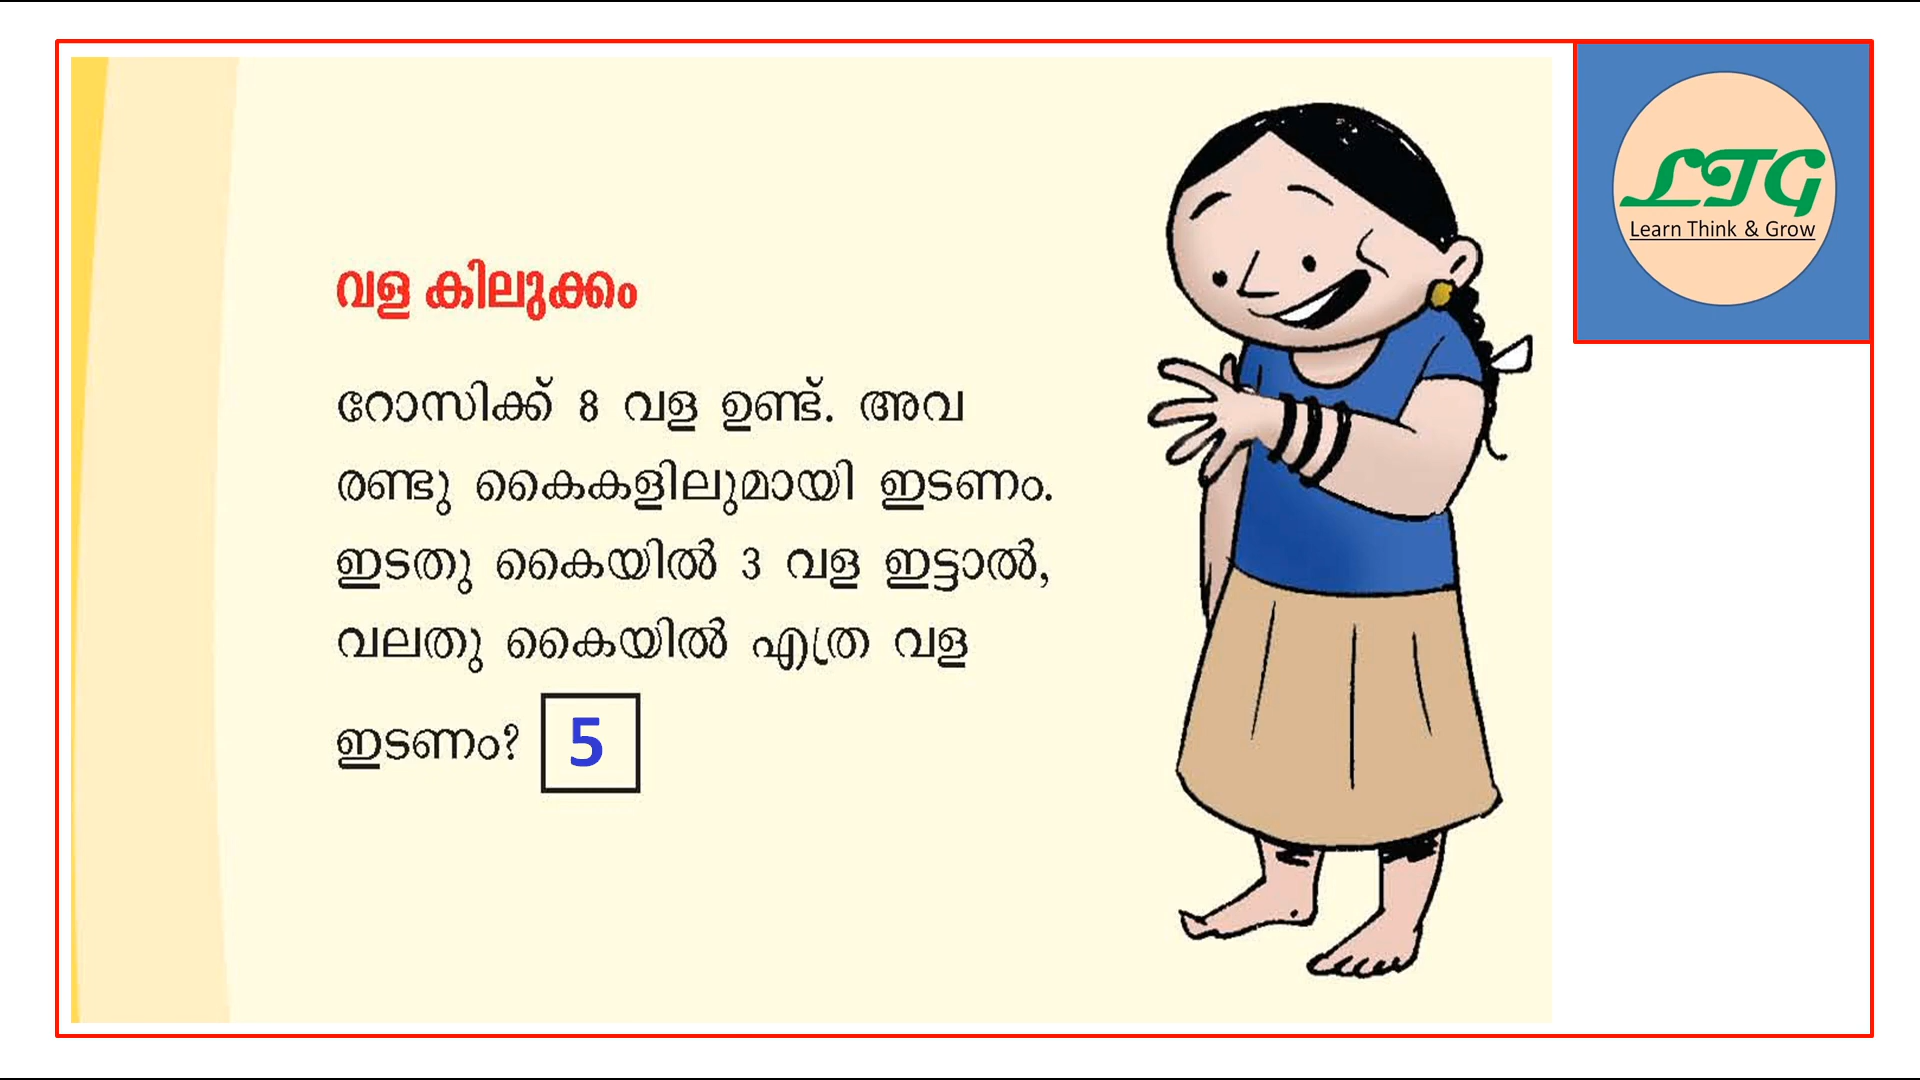 വള കിലുക്കം
റോസിക്ക് 8 വള ഉണ്ട്. അവ
രണ്ടു കൈകളിലുമായി ഇടണം.
ഇടതു കൈയിൽ 3 വള ഇട്ടാൽ,
വലതു കൈയിൽ എത്ര വള
ഇടണം? 5
LTG
Learn Think & Grow